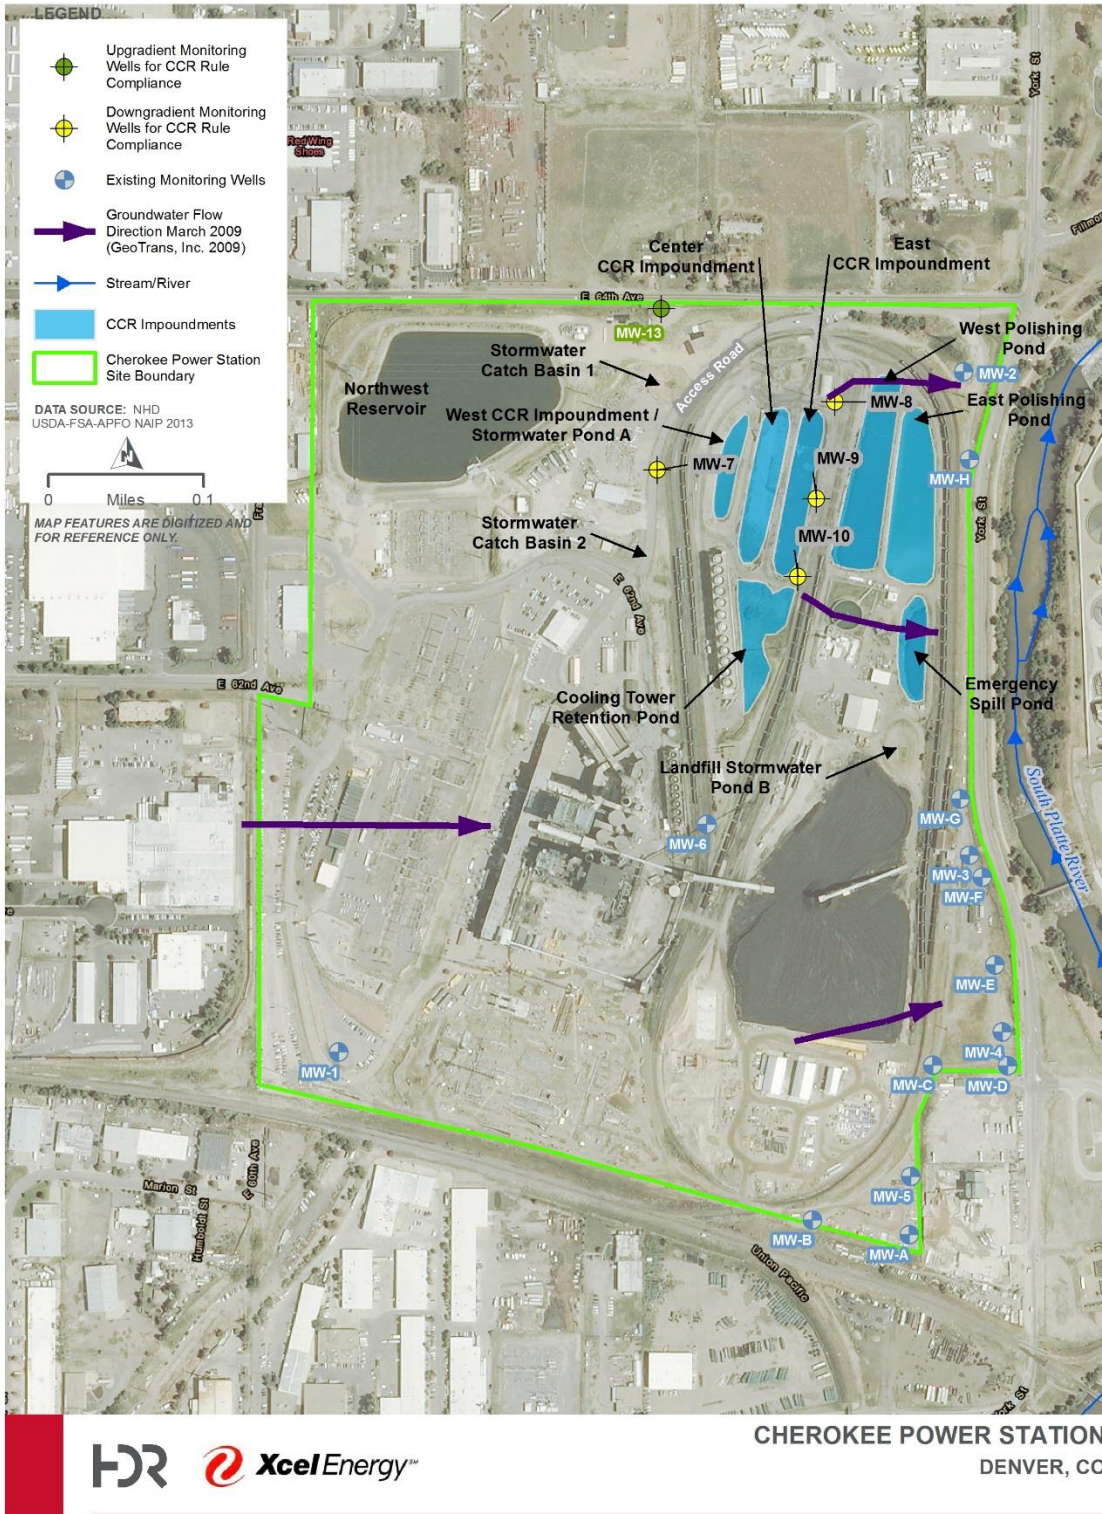 LEGEND
Upgradient Monitoring
Wells for CCR Rule
Compliance
Downgradient Monitoring
Wells for CCR Rule
Compliance
Existing Monitoring Wells
Groundwater Flow
Direction March 2009
(GeoTrans, Inc. 2009)
Stream/River
CCR Impoundments
Cherokee Power Station
Site Boundary
DATA SOURCE: NHD
USDA-FSA-APFO NAIP 2013
N
0 Miles 0.1
MAP FEATURES ARE DIGITIZED AND
FOR REFERENCE ONLY.
Red Wing
Shoes
York St
Center
CCR Impoundment
East
CCR Impoundment
E 64th Ave
MW-13
Stormwater
Catch Basin 1
Access Road
West Polishing
Pond
MW-2
Northwest
Reservoir
West CCR Impoundment /
Stormwater Pond A
MW-8
East Polishing
Pond
MW-7
MW-9
MW-H
York St
Stormwater
Catch Basin 2
MW-10
E 62nd Ave
E 62nd Ave
Cooling Tower
Retention Pond
Emergency
Spill Pond
Landfill Stormwater
Pond B
South Platte River
MW-G
MW-6
MW-3
MW-F
MW-E
MW-4
MW-1
MW-C
MW-D
MW-5
MW-B
MW-A
Marion St
Humboldt St
E 60th Ave
Union Pacific
HDR
Xcel Energy℠
CHEROKEE POWER STATION
DENVER, CO